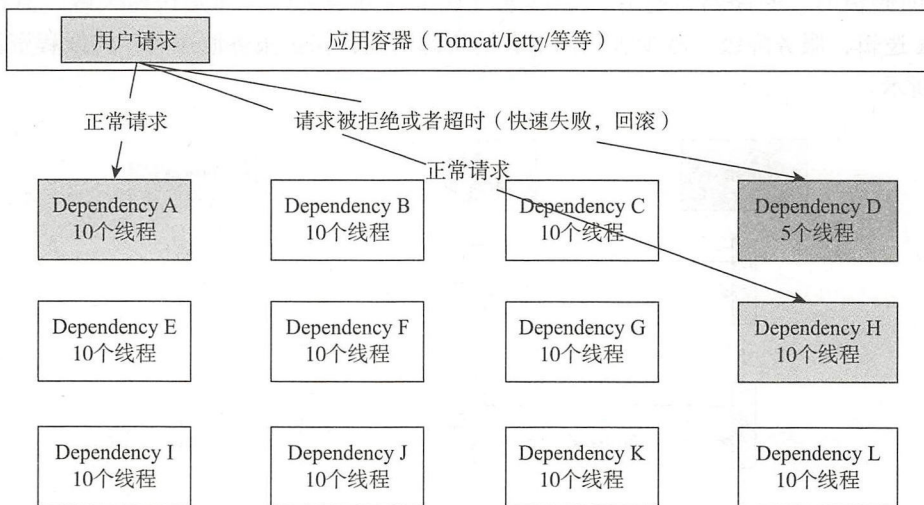 用户请求
应用容器（Tomcat/Jetty/等等）
正常请求
请求被拒绝或者超时（快速失败，回滚）
正常请求
Dependency A
10个线程
Dependency B
10个线程
Dependency C
10个线程
Dependency D
5个线程
Dependency E
10个线程
Dependency F
10个线程
Dependency G
10个线程
Dependency H
10个线程
Dependency I
10个线程
Dependency J
10个线程
Dependency K
10个线程
Dependency L
10个线程